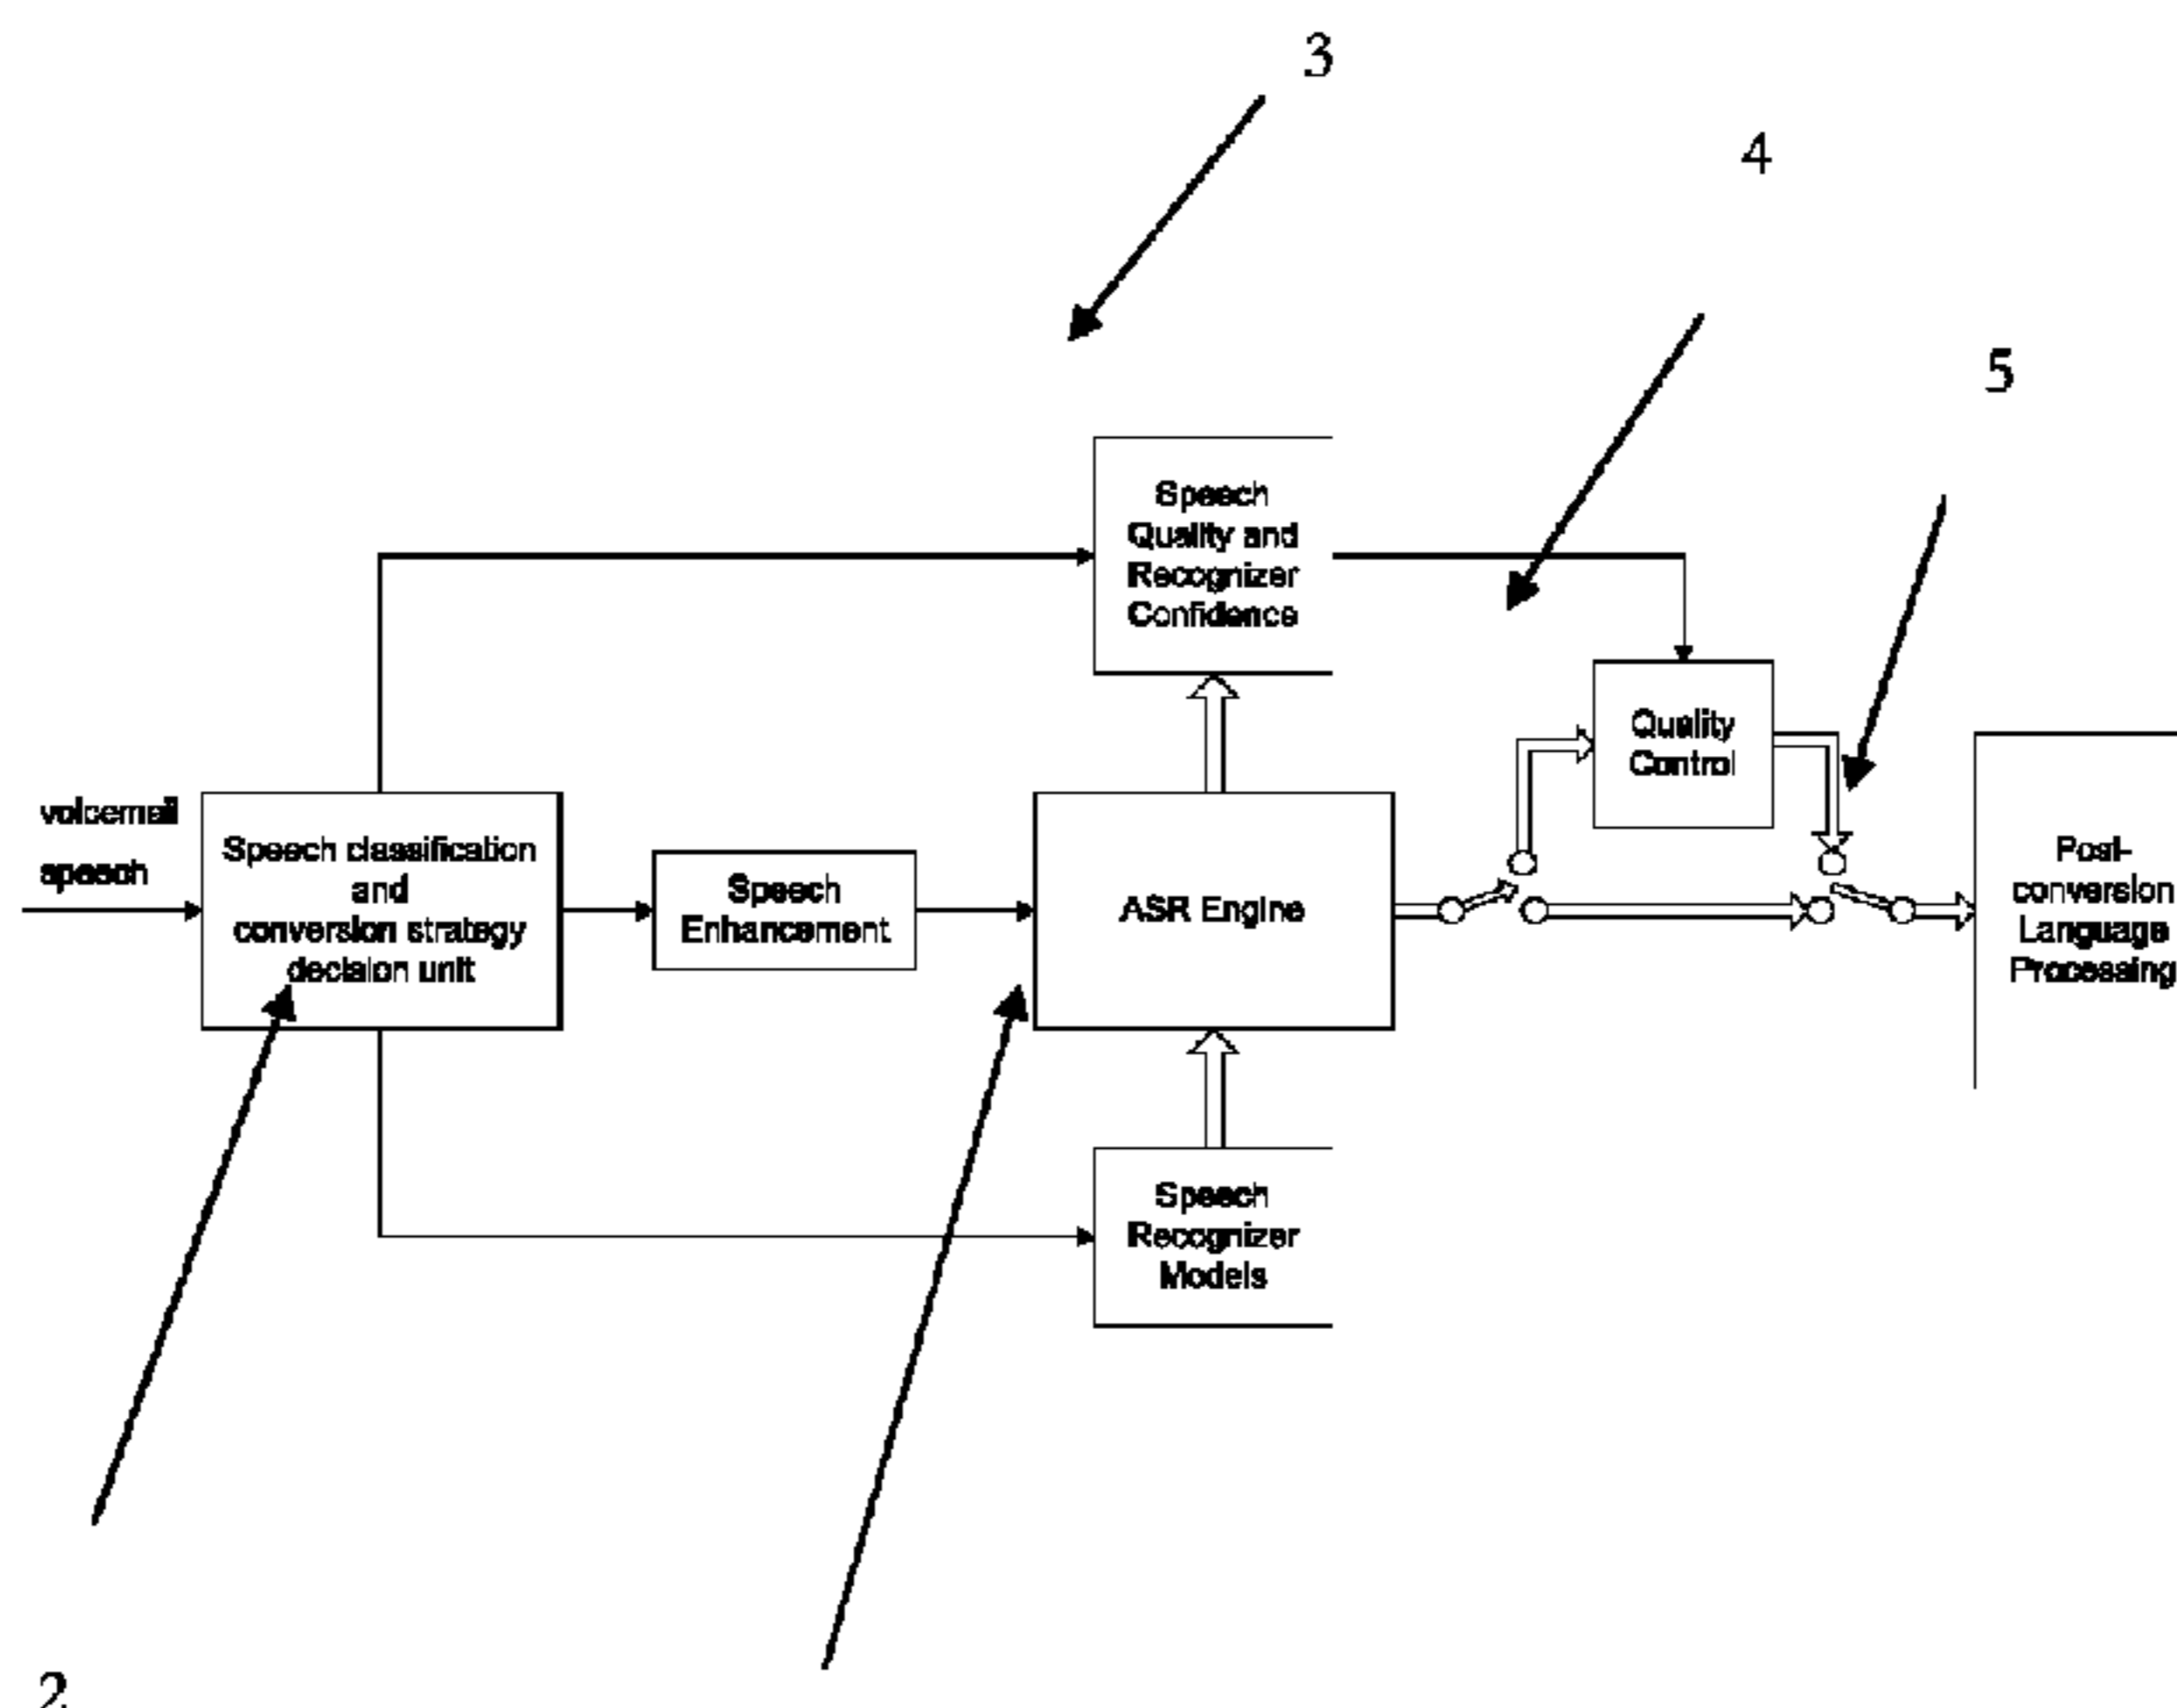 3
4
5
Speech
Quality and
Recognizer
Confidence
Quality
Control
voicemail
speech
Speech classification
and
conversion strategy
decision unit
Speech
Enhancement
ASR Engine
Post-
conversion
Language
Processing
Speech
Recognizer
Models
2